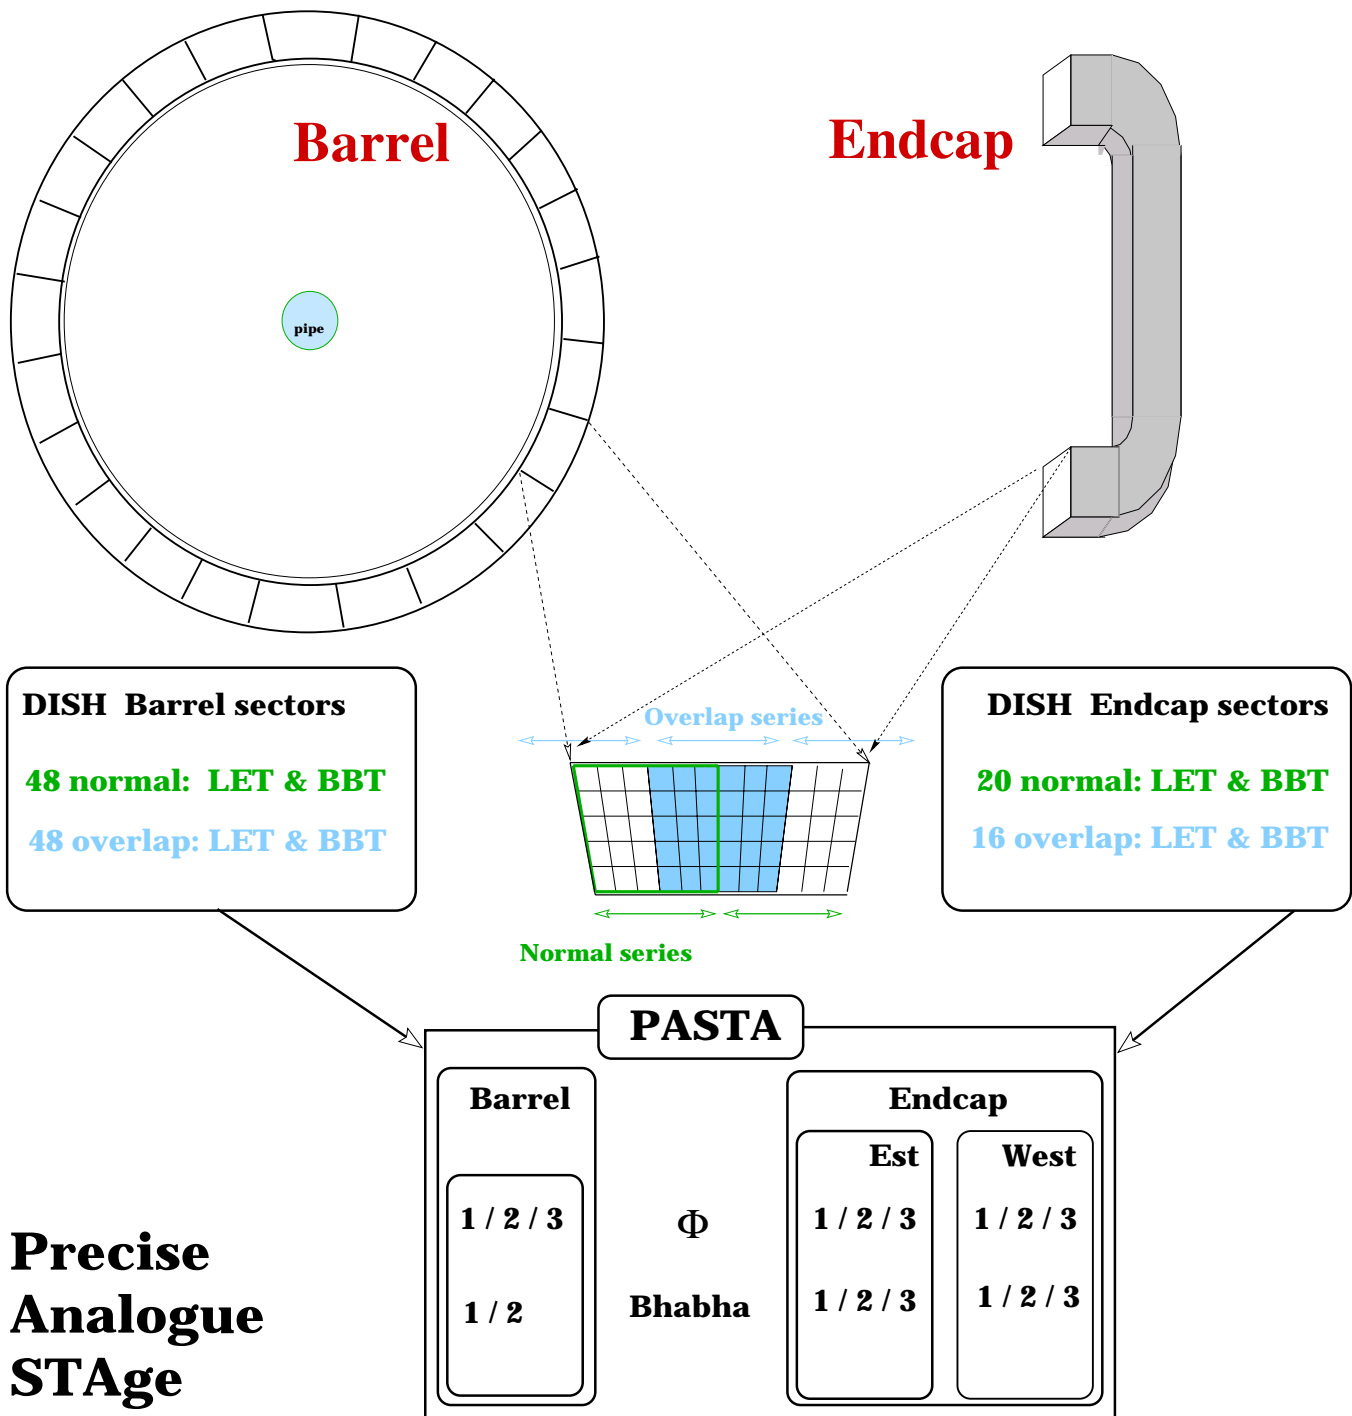 Barrel
Endcap
pipe
DISH Barrel sectors
48 normal: LET & BBT
48 overlap: LET & BBT
Overlap series
Normal series
DISH Endcap sectors
20 normal: LET & BBT
16 overlap: LET & BBT
PASTA
Barrel
Endcap
Est
West
1 / 2 / 3
Φ
1 / 2 / 3
1 / 2 / 3
1 / 2
Bhabha
1 / 2 / 3
1 / 2 / 3
Precise
Analogue
STAge